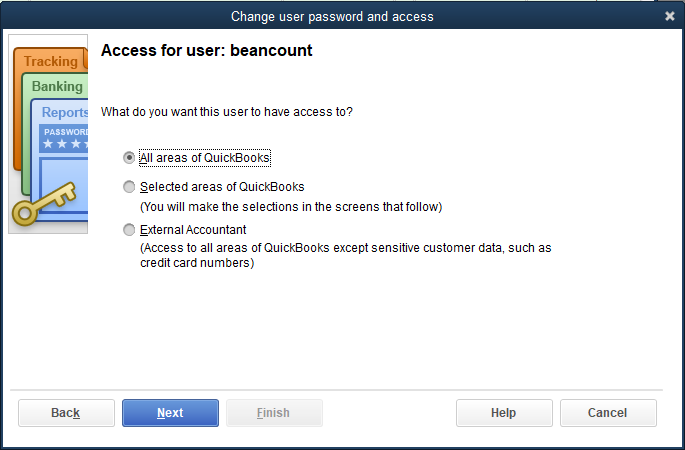 Change user password and access
Tracking
Banking
Reports
PASSWORD
Access for user: beancount
What do you want this user to have access to?
All areas of QuickBooks
Selected areas of QuickBooks
(You will make the selections in the screens that follow)
External Accountant
(Access to all areas of QuickBooks except sensitive customer data, such as
credit card numbers)
Back
Next
Finish
Help
Cancel